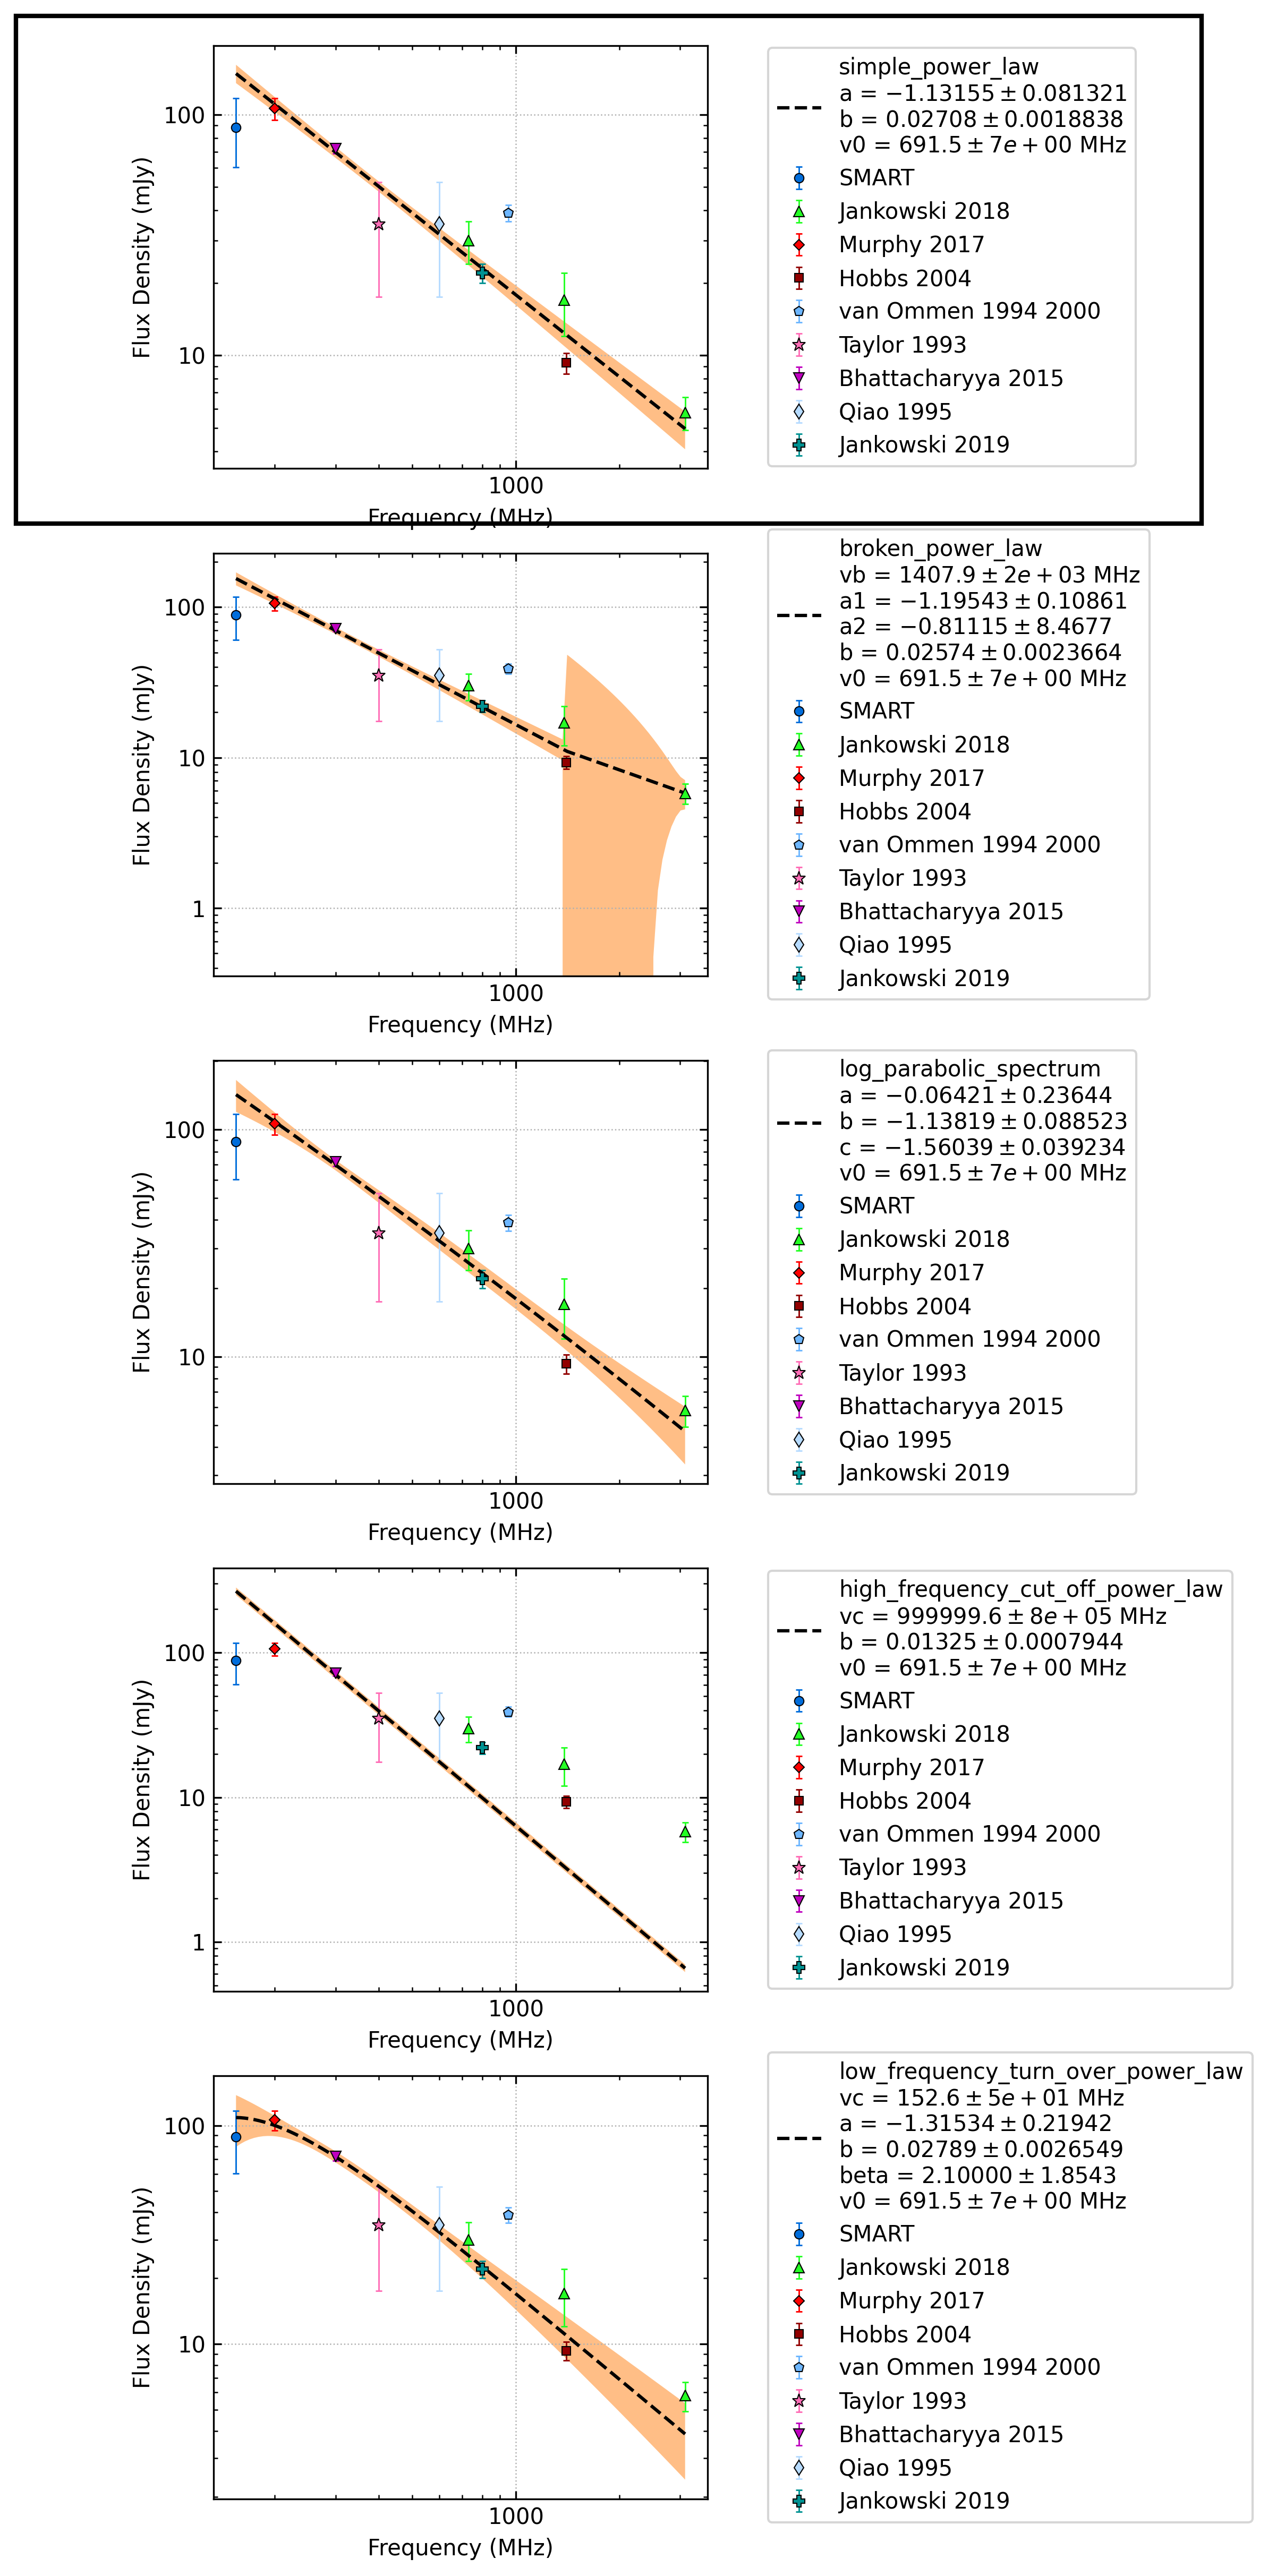 simple_power_law
a = −1.13155 ± 0.081321
b = 0.02708 ± 0.0018838
v0 = 691.5 ± 7e + 00 MHz
SMART
Jankowski 2018
Murphy 2017
Hobbs 2004
van Ommen 1994 2000
Taylor 1993
Bhattacharyya 2015
Qiao 1995
Jankowski 2019
Flux Density (mJy)
100
10
1000
Frequency (MHz)
broken_power_law
vb = 1407.9 ± 2e + 03 MHz
a1 = −1.19543 ± 0.10861
a2 = −0.81115 ± 8.4677
b = 0.02574 ± 0.0023664
v0 = 691.5 ± 7e + 00 MHz
SMART
Jankowski 2018
Murphy 2017
Hobbs 2004
van Ommen 1994 2000
Taylor 1993
Bhattacharyya 2015
Qiao 1995
Jankowski 2019
Flux Density (mJy)
100
10
1
1000
Frequency (MHz)
log_parabolic_spectrum
a = −0.06421 ± 0.23644
b = −1.13819 ± 0.088523
c = −1.56039 ± 0.039234
v0 = 691.5 ± 7e + 00 MHz
SMART
Jankowski 2018
Murphy 2017
Hobbs 2004
van Ommen 1994 2000
Taylor 1993
Bhattacharyya 2015
Qiao 1995
Jankowski 2019
Flux Density (mJy)
100
10
1000
Frequency (MHz)
high_frequency_cut_off_power_law
vc = 999999.6 ± 8e + 05 MHz
b = 0.01325 ± 0.0007944
v0 = 691.5 ± 7e + 00 MHz
SMART
Jankowski 2018
Murphy 2017
Hobbs 2004
van Ommen 1994 2000
Taylor 1993
Bhattacharyya 2015
Qiao 1995
Jankowski 2019
Flux Density (mJy)
100
10
1
1000
Frequency (MHz)
low_frequency_turn_over_power_law
vc = 152.6 ± 5e + 01 MHz
a = −1.31534 ± 0.21942
b = 0.02789 ± 0.0026549
beta = 2.10000 ± 1.8543
v0 = 691.5 ± 7e + 00 MHz
SMART
Jankowski 2018
Murphy 2017
Hobbs 2004
van Ommen 1994 2000
Taylor 1993
Bhattacharyya 2015
Qiao 1995
Jankowski 2019
Flux Density (mJy)
100
10
1000
Frequency (MHz)